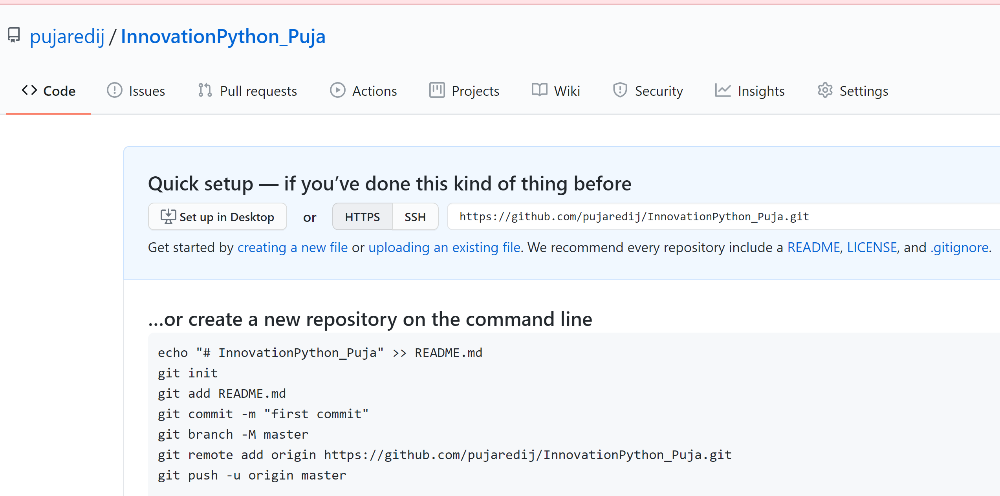 pujaredij / InnovationPython_Puja
Code Issues Pull requests Actions Projects Wiki Security Insights Settings
Quick setup — if you’ve done this kind of thing before
Set up in Desktop or HTTPS SSH https://github.com/pujaredij/InnovationPython_Puja.git
Get started by creating a new file or uploading an existing file. We recommend every repository include a README, LICENSE, and .gitignore.
…or create a new repository on the command line
echo "# InnovationPython_Puja" >> README.md
git init
git add README.md
git commit -m "first commit"
git branch -M master
git remote add origin https://github.com/pujaredij/InnovationPython_Puja.git
git push -u origin master